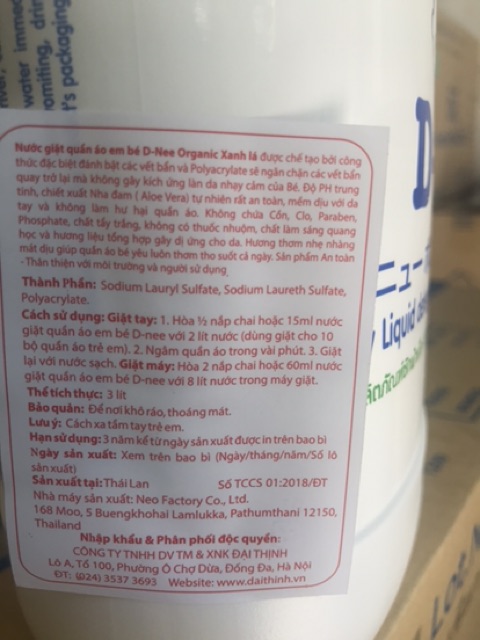 water immed
vomiting, drin
t's packaging
Nước giặt quần áo em bé D-Nee Organic Xanh lá được chế tạo bởi công
thức đặc biệt đánh bật các vết bẩn và Polyacrylate sẽ ngăn chặn các vết bẩn
quay trở lại mà không gây kích ứng làn da nhạy cảm của Bé. Độ PH trung
tính, chiết xuất Nha đam ( Aloe Vera) tự nhiên rất an toàn, mềm dịu với da
tay và không làm hư hại quần áo. Không chứa Cồn, Clo, Paraben,
Phosphate, chất tẩy trắng, không có thuốc nhuộm, chất làm sáng quang
học và hương liệu tổng hợp gây dị ứng cho da. Hương thơm nhẹ nhàng
mát dịu giúp quần áo bé yêu luôn thơm tho suốt cả ngày. Sản phẩm An toàn
- Thân thiện với môi trường và người sử dụng.
Thành Phần: Sodium Lauryl Sulfate, Sodium Laureth Sulfate,
Polyacrylate.
Cách sử dụng: Giặt tay: 1. Hòa ½ nắp chai hoặc 15ml nước
giặt quần áo em bé D-nee với 2 lít nước (dùng giặt cho 10
bộ quần áo trẻ em). 2. Ngâm quần áo trong vài phút. 3. Giặt
lại với nước sạch. Giặt máy: Hòa 2 nắp chai hoặc 60ml nước
giặt quần áo em bé D-nee với 8 lít nước trong máy giặt.
Thể tích thực: 3 lít
Bảo quản: Để nơi khô ráo, thoáng mát.
Lưu ý: Cách xa tầm tay trẻ em.
Hạn sử dụng: 3 năm kể từ ngày sản xuất được in trên bao bì
Ngày sản xuất: Xem trên bao bì (Ngày/tháng/năm/Số lô
sản xuất)
Sản xuất tại: Thái Lan Số TCCS 01:2018/ĐT
Nhà máy sản xuất: Neo Factory Co., Ltd.
168 Moo, 5 Buengkhohai Lamlukka, Pathumthani 12150,
Thailand
Nhập khẩu & Phân phối độc quyền:
CÔNG TY TNHH DV TM & XNK ĐẠI THỊNH
Lô A, Tổ 100, Phường Ô Chợ Dừa, Đống Đa, Hà Nội
ĐT: (024) 3537 3693 Website: www.daithinh.vn
D
ニュー
Liquid